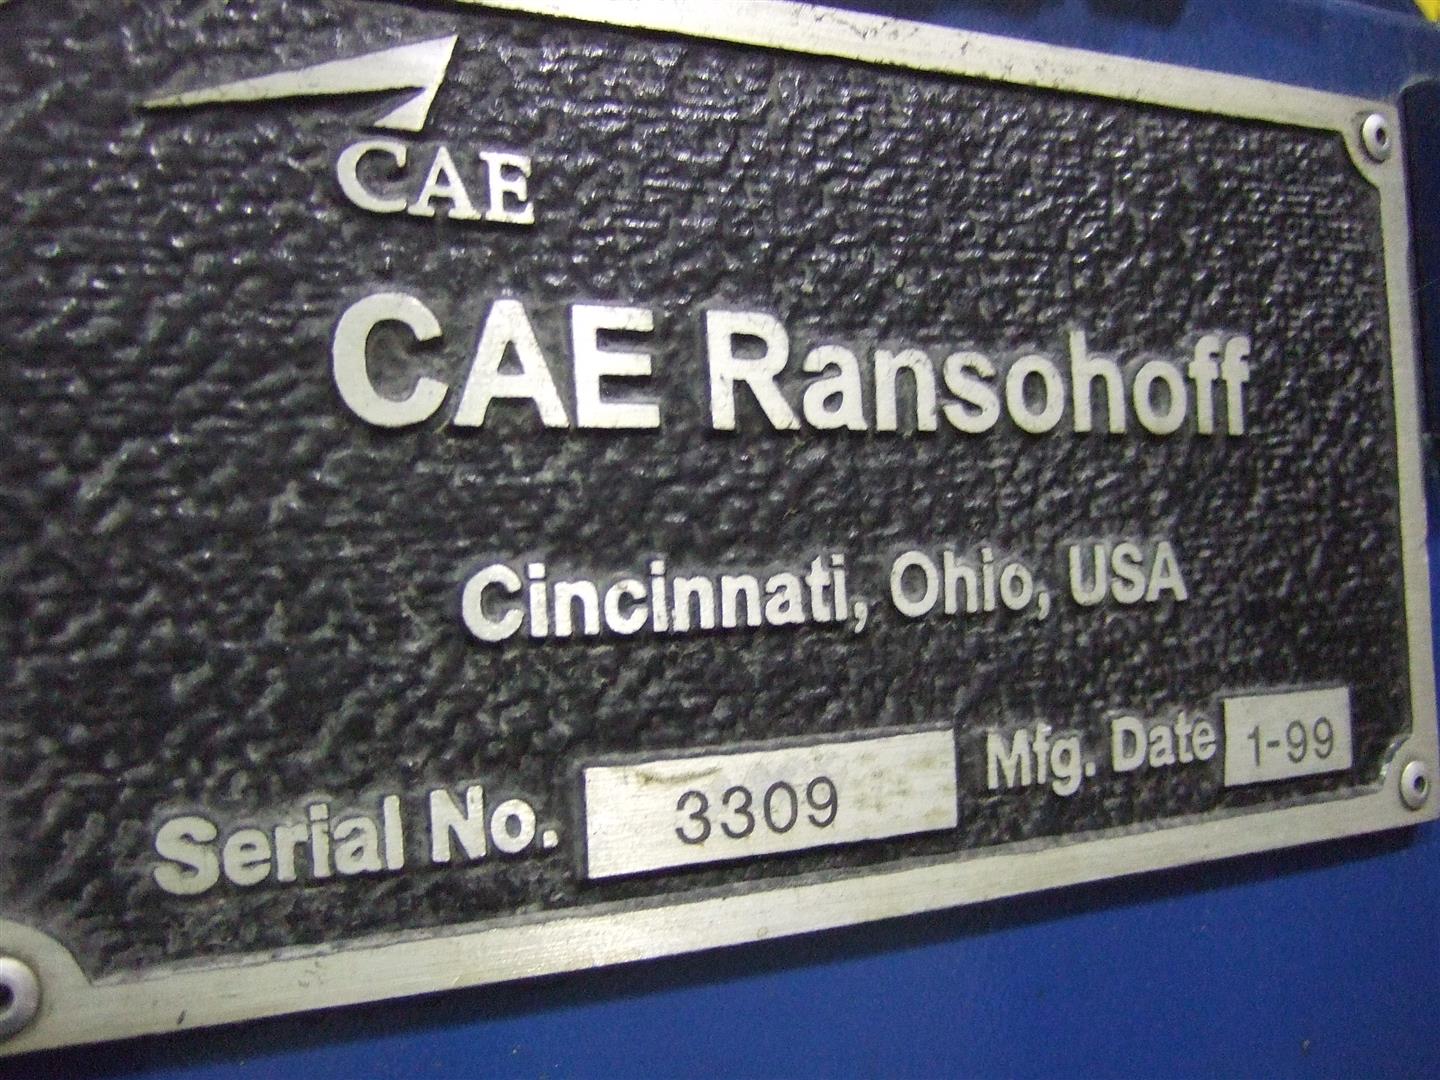 CAE
CAE Ransohoff
Cincinnati, Ohio, USA
Serial No. 3309 Mfg. Date 1-99